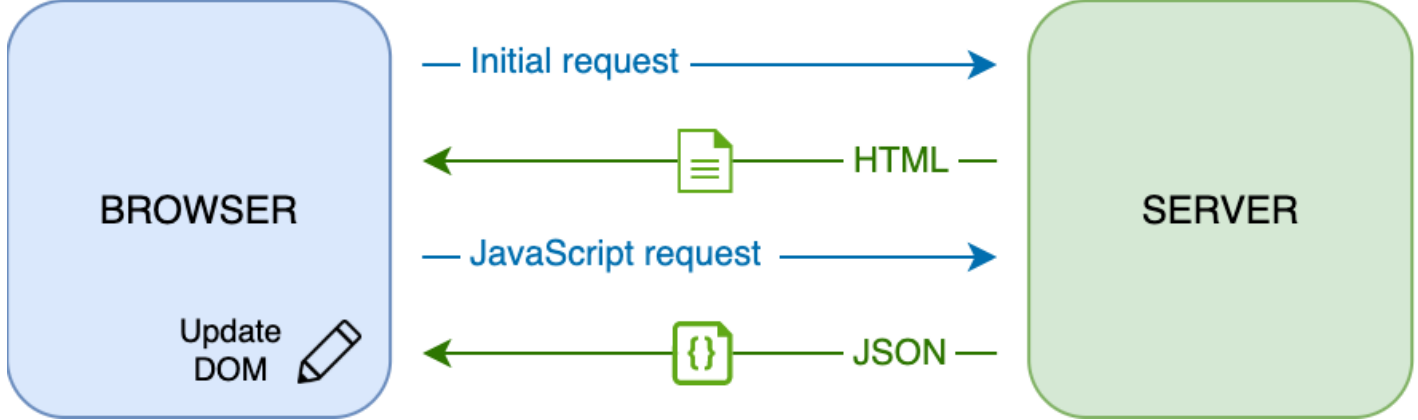 Initial request
HTML
BROWSER
SERVER
JavaScript request
Update
DOM
{}
JSON